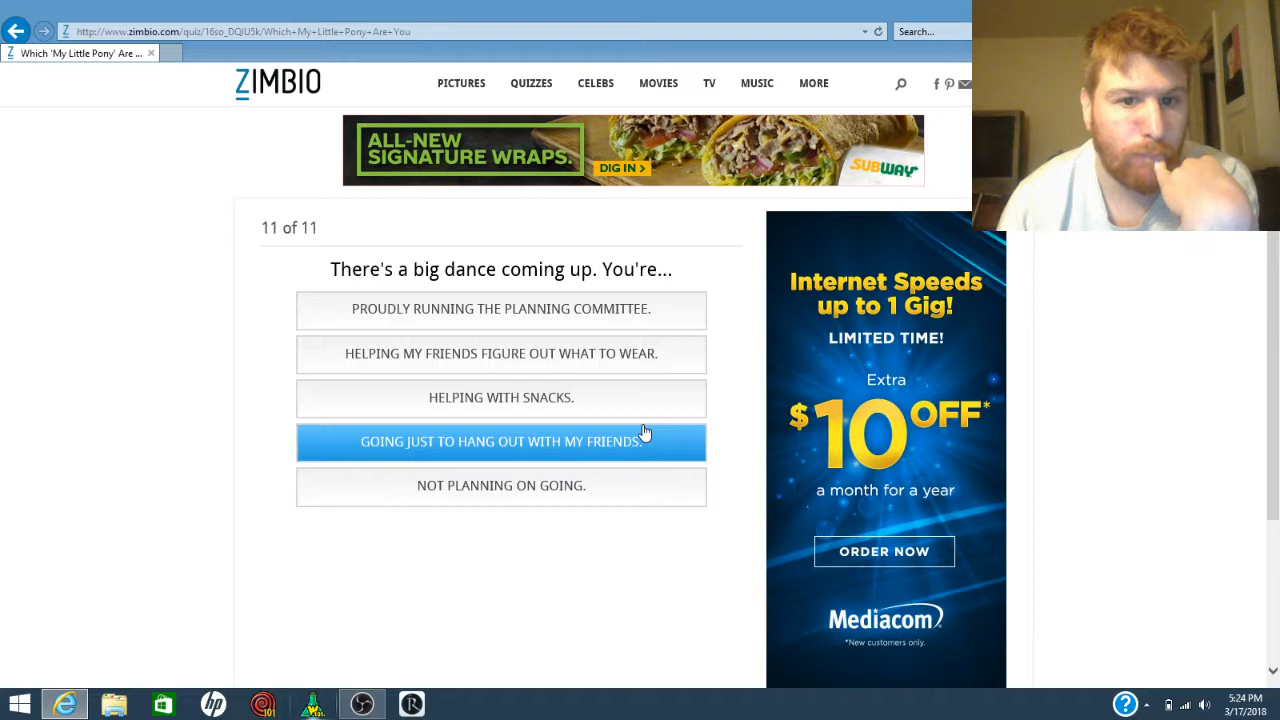 http://www.zimbio.com/quiz/16so_DQIU5k/Which+My+Little+Pony+Are+You
Search...
Which 'My Little Pony' Are ...
ZIMBIO
PICTURES QUIZZES CELEBS MOVIES TV MUSIC MORE
ALL-NEW
SIGNATURE WRAPS.
DIG IN >
SUBWAY
11 of 11
There's a big dance coming up. You're...
PROUDLY RUNNING THE PLANNING COMMITTEE.
HELPING MY FRIENDS FIGURE OUT WHAT TO WEAR.
HELPING WITH SNACKS.
GOING JUST TO HANG OUT WITH MY FRIENDS.
NOT PLANNING ON GOING.
Internet Speeds
up to 1 Gig!
LIMITED TIME!
Extra
$10 OFF*
a month for a year
ORDER NOW
Mediacom
*New customers only.
hp
101
5:24 PM
3/17/2018